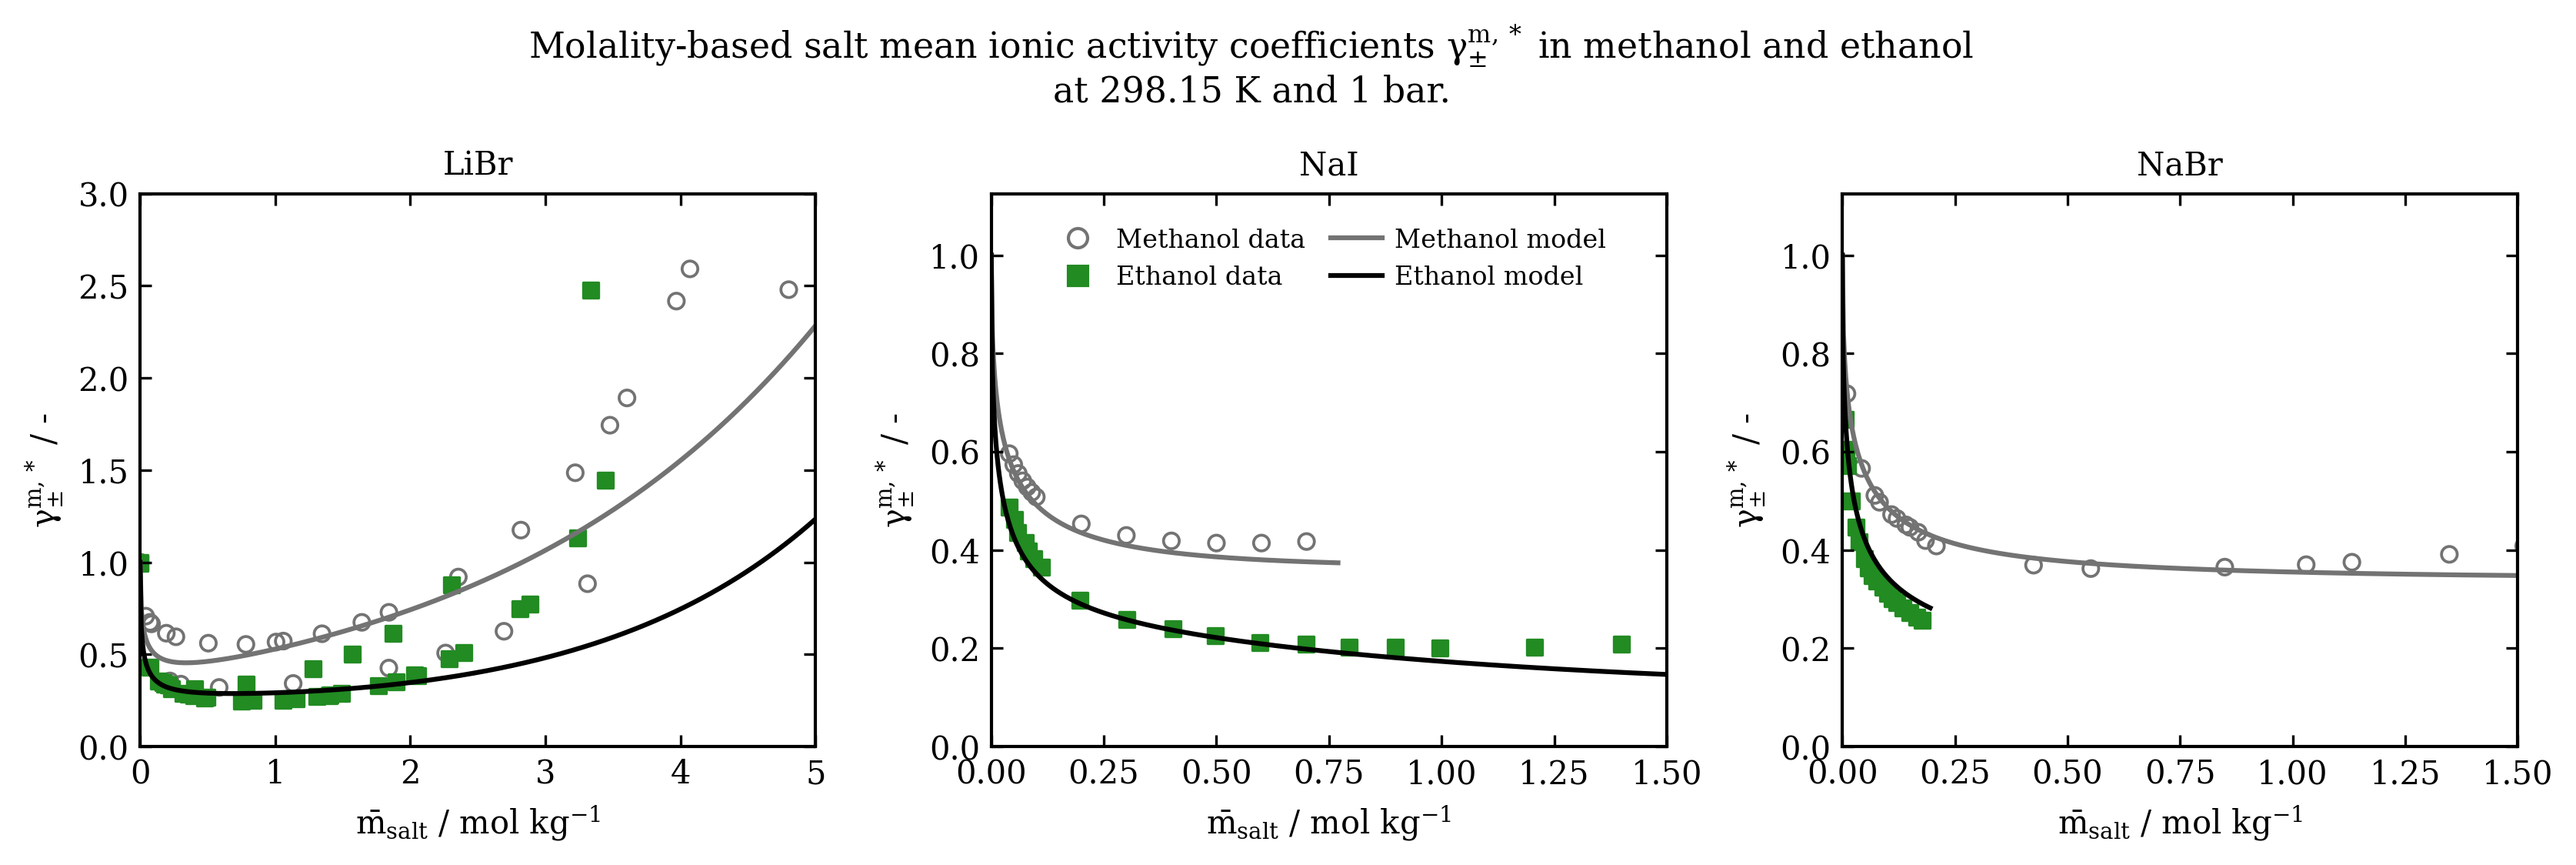 Molality-based salt mean ionic activity coefficients γ±^m,* in methanol and ethanol
at 298.15 K and 1 bar.
LiBr
NaI
NaBr
3.0
2.5
2.0
1.5
1.0
0.5
0.0
γ±^m,* / -
0 1 2 3 4 5
m̄salt / mol kg⁻¹
1.0
0.8
0.6
0.4
0.2
0.0
γ±^m,* / -
Methanol data
Ethanol data
Methanol model
Ethanol model
0.00 0.25 0.50 0.75 1.00 1.25 1.50
m̄salt / mol kg⁻¹
1.0
0.8
0.6
0.4
0.2
0.0
γ±^m,* / -
0.00 0.25 0.50 0.75 1.00 1.25 1.50
m̄salt / mol kg⁻¹